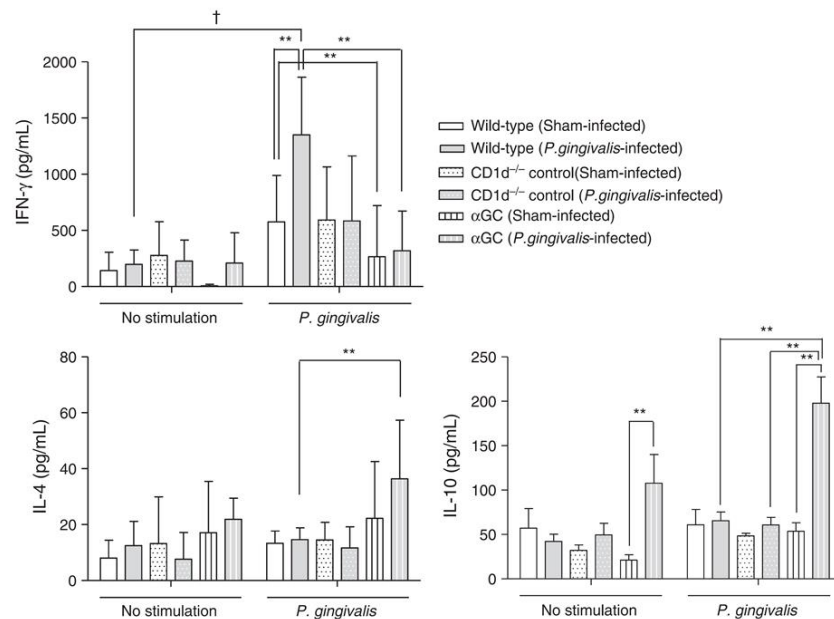 †
** **
**
2000
1500
1000
500
0
IFN-γ (pg/mL)
No stimulation P. gingivalis
Wild-type (Sham-infected)
Wild-type (P.gingivalis-infected)
CD1d–/– control(Sham-infected)
CD1d–/– control (P.gingivalis-infected)
αGC (Sham-infected)
αGC (P.gingivalis-infected)
80
60
40
20
0
IL-4 (pg/mL)
**
No stimulation P. gingivalis
250
200
150
100
50
0
IL-10 (pg/mL)
**
**
**
**
No stimulation P. gingivalis